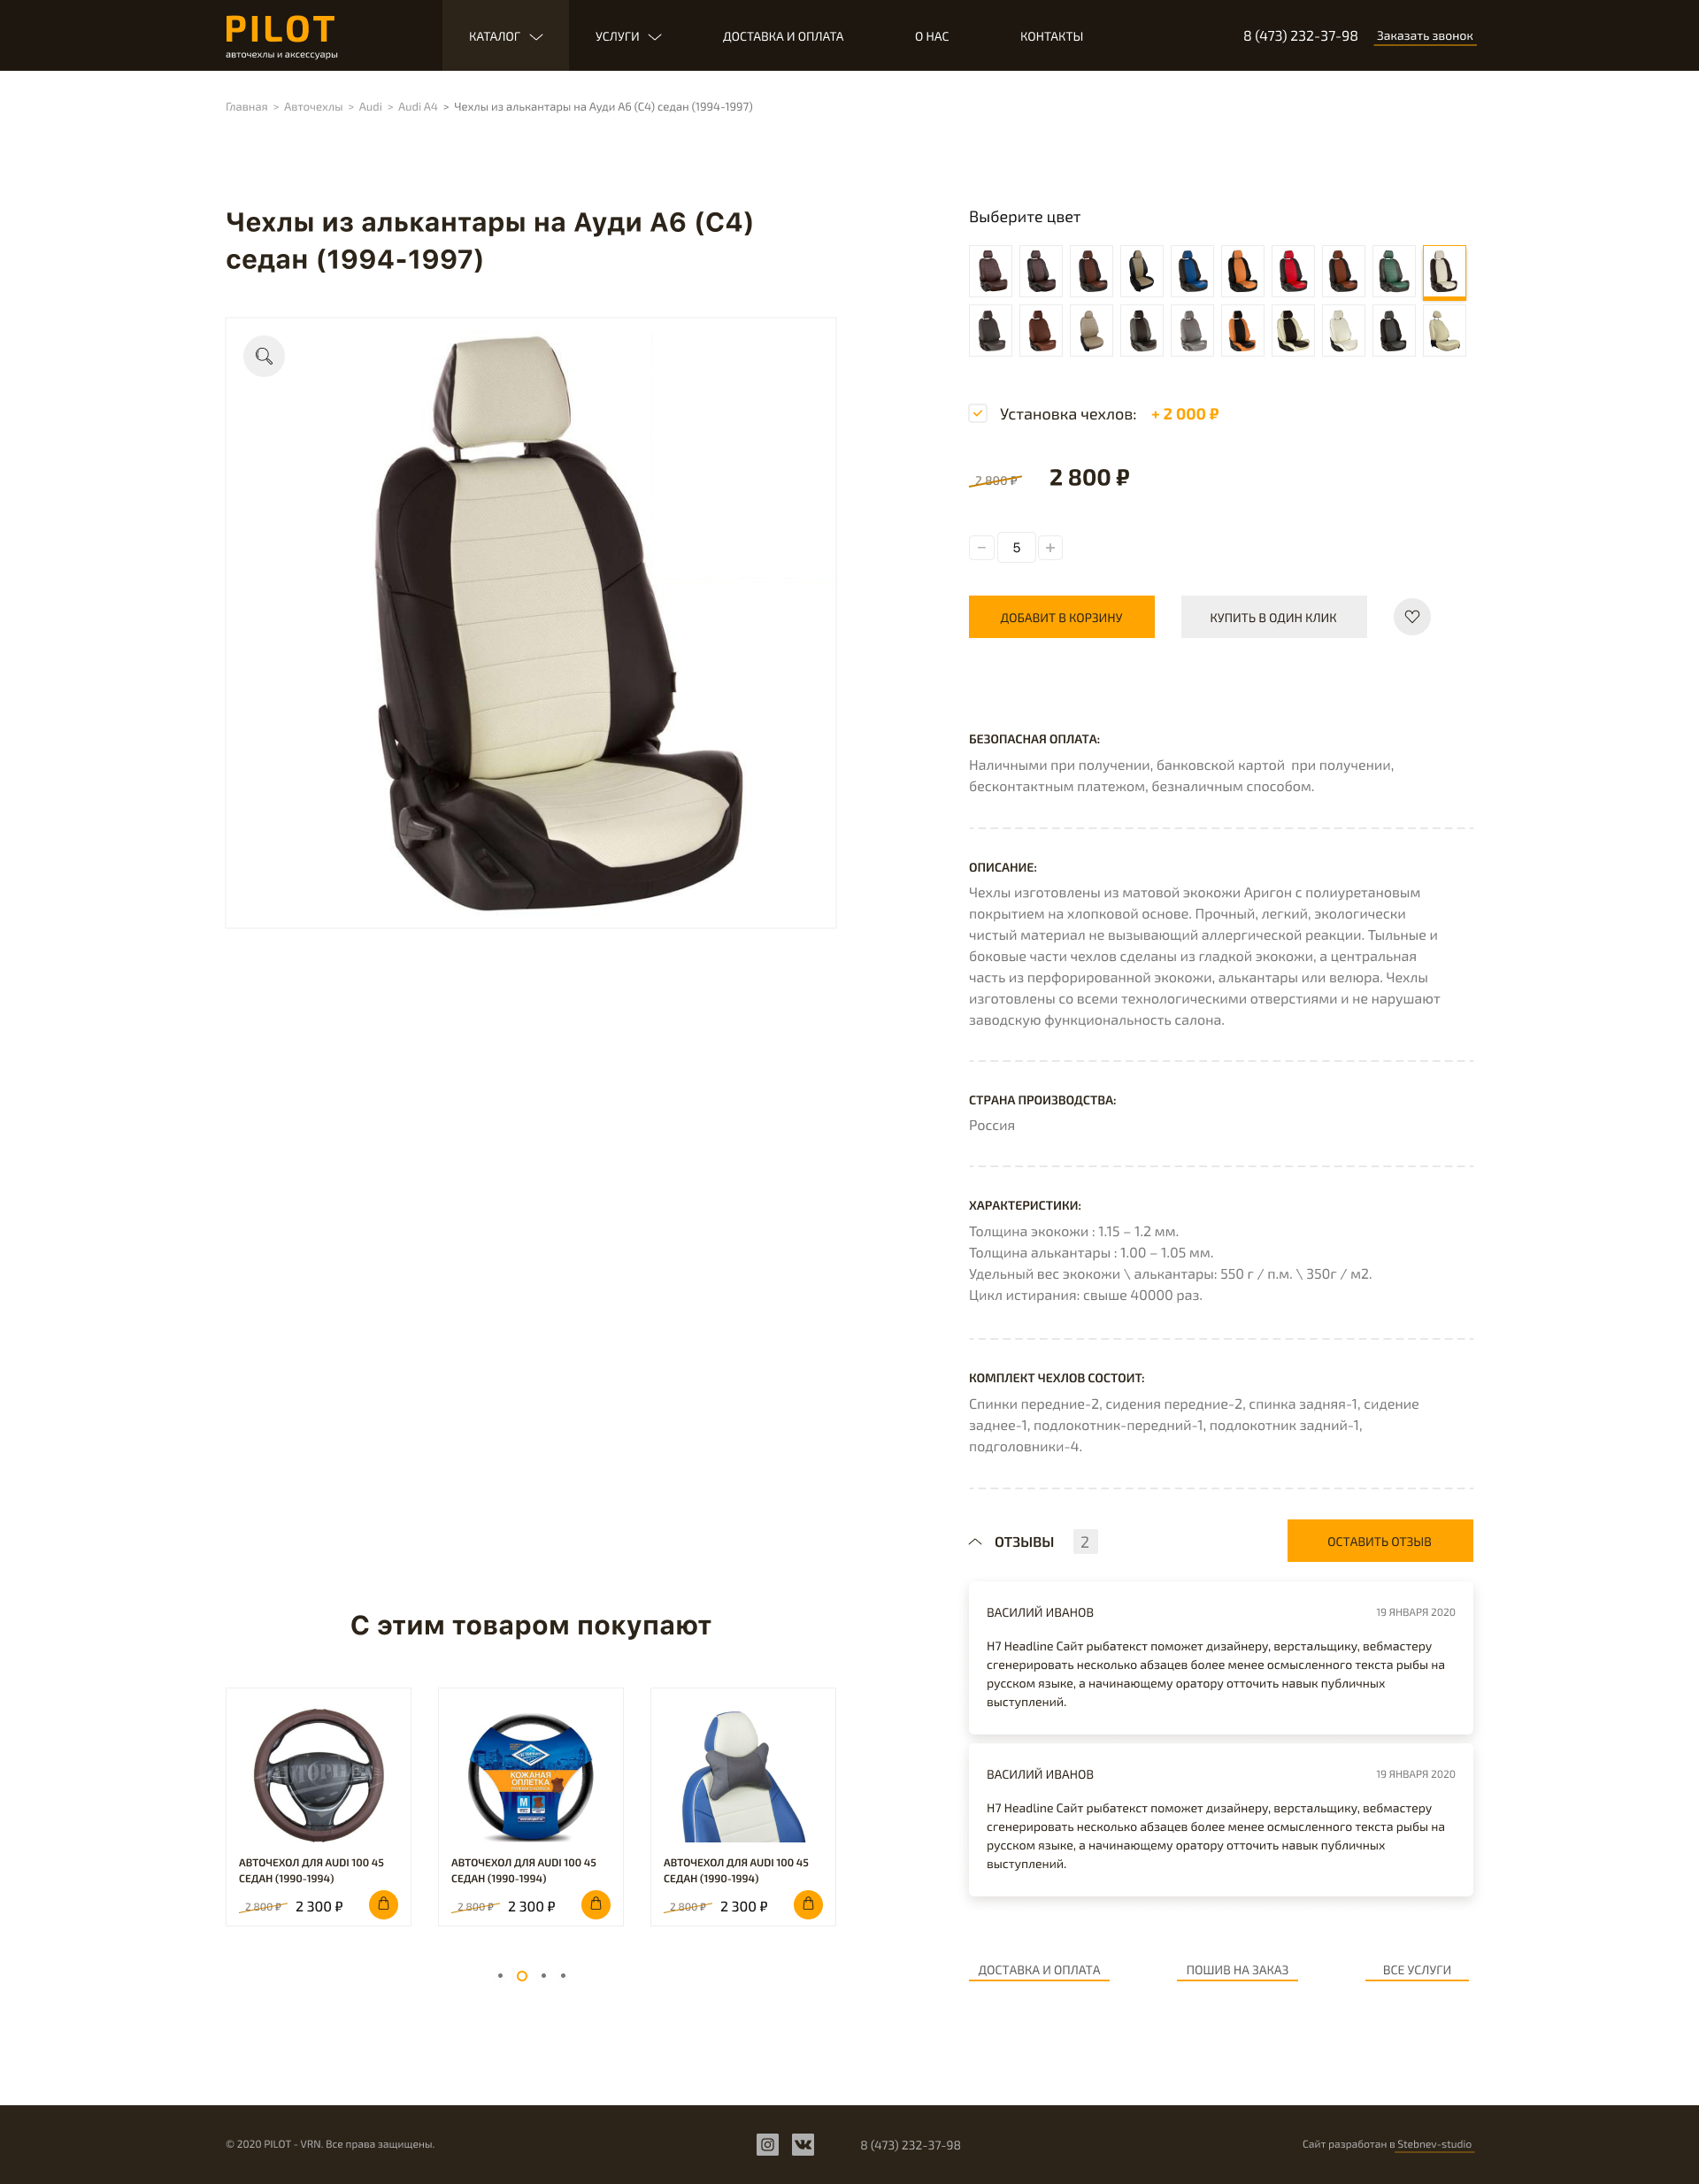 PILOT
авточехлы и аксессуары
КАТАЛОГ
УСЛУГИ
ДОСТАВКА И ОПЛАТА
О НАС
КОНТАКТЫ
8 (473) 232-37-98
Заказать звонок
Главная > Авточехлы > Audi > Audi A4 > Чехлы из алькантары на Ауди А6 (С4) седан (1994-1997)
Чехлы из алькантары на Ауди А6 (С4)
седан (1994-1997)
Выберите цвет
Установка чехлов: + 2 000 ₽
2 800 ₽ 2 800 ₽
− 5 +
ДОБАВИТ В КОРЗИНУ
КУПИТЬ В ОДИН КЛИК
БЕЗОПАСНАЯ ОПЛАТА:
Наличными при получении, банковской картой при получении,
бесконтактным платежом, безналичным способом.
ОПИСАНИЕ:
Чехлы изготовлены из матовой экокожи Аригон с полиуретановым
покрытием на хлопковой основе. Прочный, легкий, экологически
чистый материал не вызывающий аллергической реакции. Тыльные и
боковые части чехлов сделаны из гладкой экокожи, а центральная
часть из перфорированной экокожи, алькантары или велюра. Чехлы
изготовлены со всеми технологическими отверстиями и не нарушают
заводскую функциональность салона.
СТРАНА ПРОИЗВОДСТВА:
Россия
ХАРАКТЕРИСТИКИ:
Толщина экокожи : 1.15 – 1.2 мм.
Толщина алькантары : 1.00 – 1.05 мм.
Удельный вес экокожи \ алькантары: 550 г / п.м. \ 350г / м2.
Цикл истирания: свыше 40000 раз.
КОМПЛЕКТ ЧЕХЛОВ СОСТОИТ:
Спинки передние-2, сидения передние-2, спинка задняя-1, сидение
заднее-1, подлокотник-передний-1, подлокотник задний-1,
подголовники-4.
ОТЗЫВЫ 2
ОСТАВИТЬ ОТЗЫВ
ВАСИЛИЙ ИВАНОВ
19 ЯНВАРЯ 2020
H7 Headline Сайт рыбатекст поможет дизайнеру, верстальщику, вебмастеру
сгенерировать несколько абзацев более менее осмысленного текста рыбы на
русском языке, а начинающему оратору отточить навык публичных
выступлений.
ВАСИЛИЙ ИВАНОВ
19 ЯНВАРЯ 2020
H7 Headline Сайт рыбатекст поможет дизайнеру, верстальщику, вебмастеру
сгенерировать несколько абзацев более менее осмысленного текста рыбы на
русском языке, а начинающему оратору отточить навык публичных
выступлений.
С этим товаром покупают
КОЖАНАЯ
ОПЛЕТКА
M
АВТОЧЕХОЛ ДЛЯ AUDI 100 45
СЕДАН (1990-1994)
2 800 ₽ 2 300 ₽
АВТОЧЕХОЛ ДЛЯ AUDI 100 45
СЕДАН (1990-1994)
2 800 ₽ 2 300 ₽
АВТОЧЕХОЛ ДЛЯ AUDI 100 45
СЕДАН (1990-1994)
2 800 ₽ 2 300 ₽
ДОСТАВКА И ОПЛАТА
ПОШИВ НА ЗАКАЗ
ВСЕ УСЛУГИ
© 2020 PILOT - VRN. Все права защищены.
8 (473) 232-37-98
Сайт разработан в Stebnev-studio